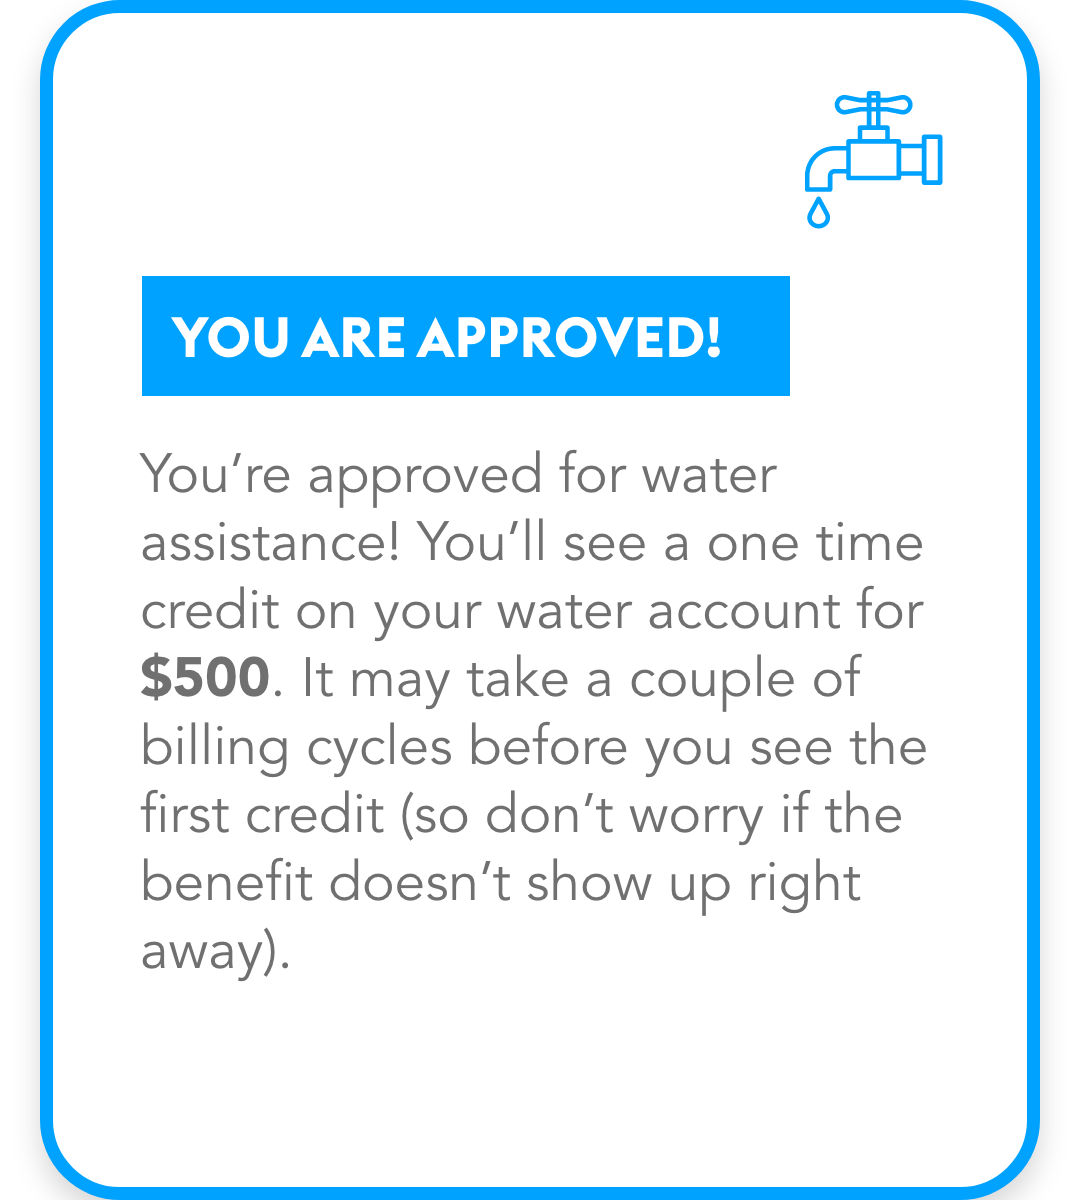 YOU ARE APPROVED!
You’re approved for water
assistance! You’ll see a one time
credit on your water account for
$500. It may take a couple of
billing cycles before you see the
first credit (so don’t worry if the
benefit doesn’t show up right
away).